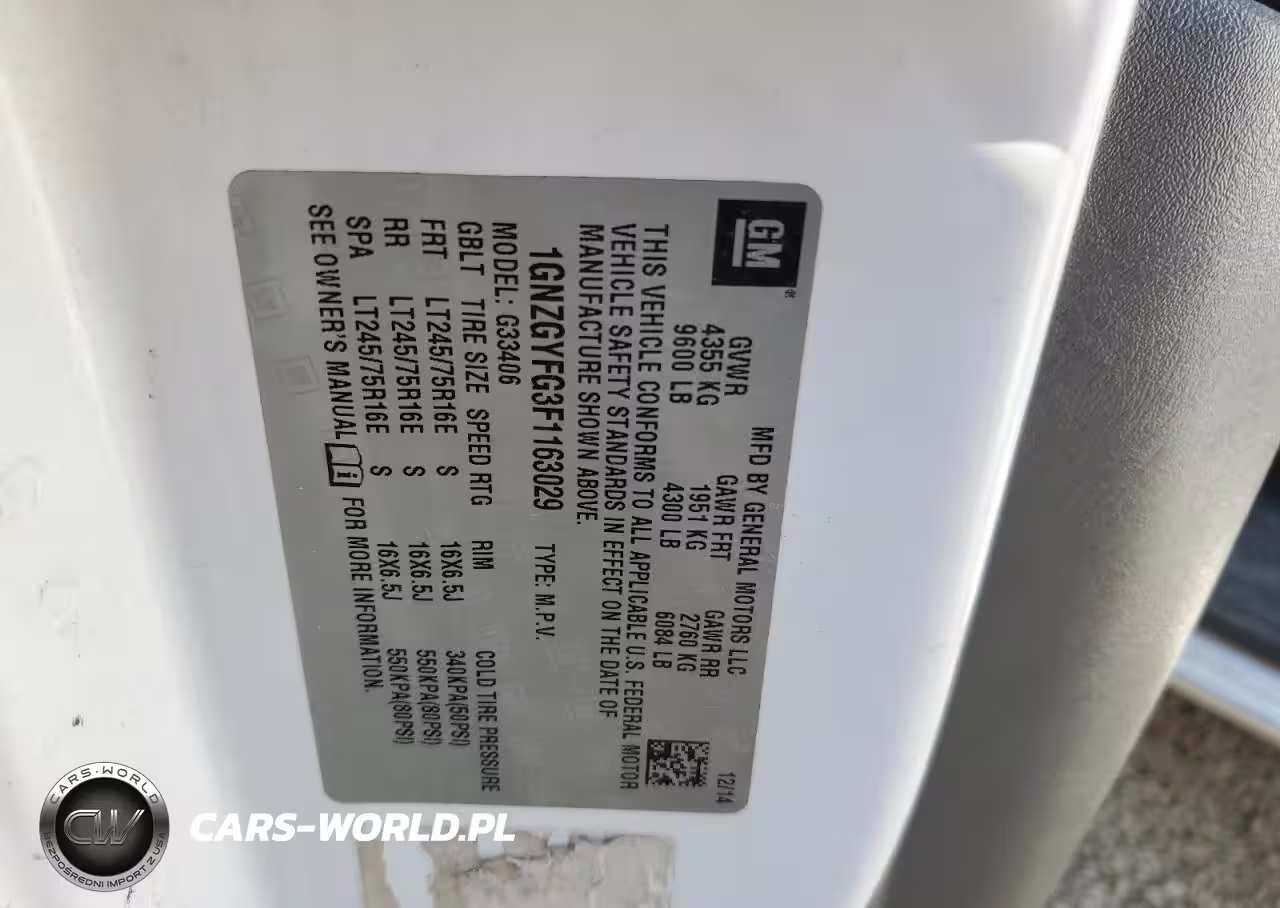 GM
®
MFD BY GENERAL MOTORS LLC
12/14
GVWR GAWR FRT GAWR RR
4355 KG 1951 KG 2760 KG
9600 LB 4300 LB 6084 LB
THIS VEHICLE CONFORMS TO ALL APPLICABLE U.S. FEDERAL MOTOR
VEHICLE SAFETY STANDARDS IN EFFECT ON THE DATE OF
MANUFACTURE SHOWN ABOVE.
1GNZGYFG3F1163029 TYPE: M.P.V.
MODEL: G33406
GBLT TIRE SIZE SPEED RTG RIM COLD TIRE PRESSURE
FRT LT245/75R16E S 16X6.5J 340KPA(50PSI)
RR LT245/75R16E S 16X6.5J 550KPA(80PSI)
SPA LT245/75R16E S 16X6.5J 550KPA(80PSI)
SEE OWNER'S MANUAL i FOR MORE INFORMATION.
CARS-WORLD
CW
BEZPOŚREDNI IMPORT Z USA
CARS-WORLD.PL